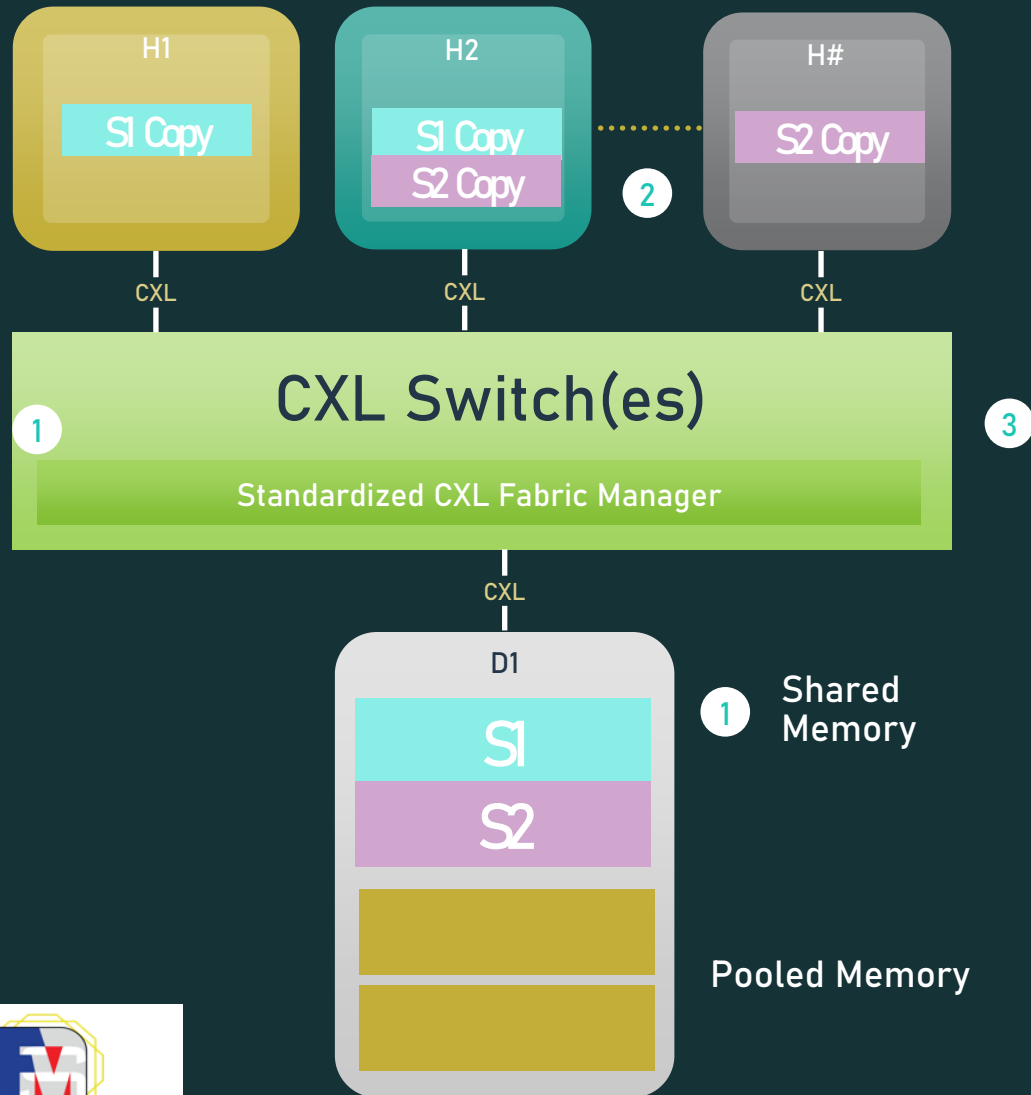 H1
S1 Copy
H2
S1 Copy
S2 Copy
H#
S2 Copy
2
CXL
CXL
CXL
CXL Switch(es)
1
3
Standardized CXL Fabric Manager
CXL
D1
S1
S2
1
Shared
Memory
Pooled Memory